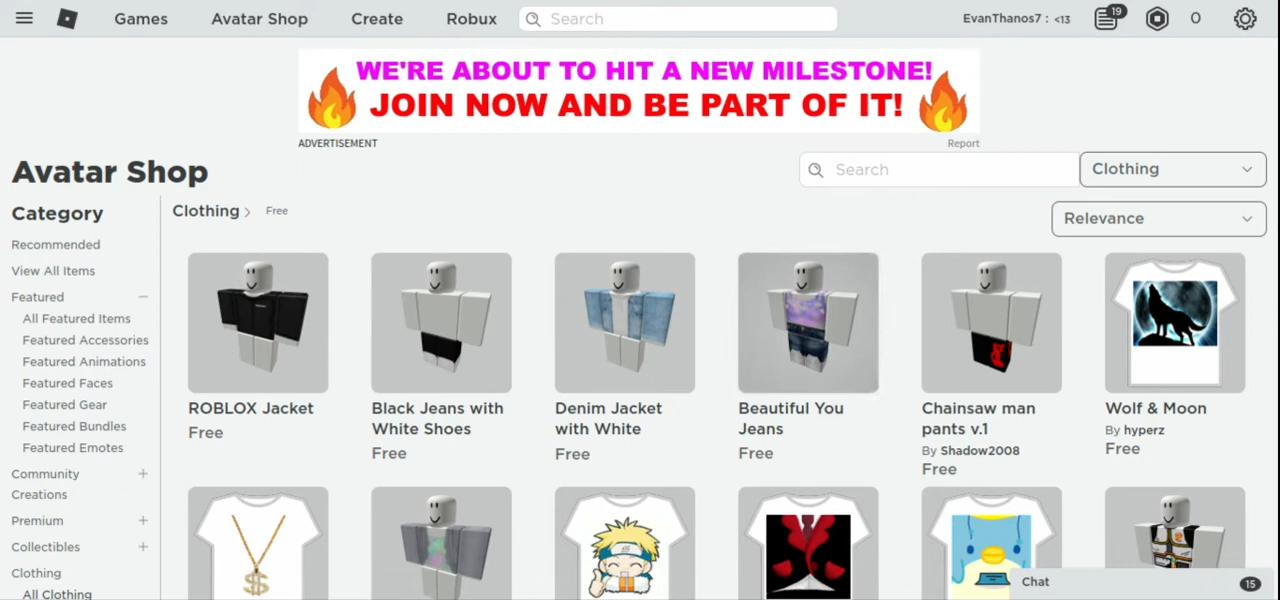 Games
Avatar Shop
Create
Robux
Search
EvanThanos7 : <13
19
0
WE'RE ABOUT TO HIT A NEW MILESTONE!
JOIN NOW AND BE PART OF IT!
ADVERTISEMENT
Report
Avatar Shop
Search
Clothing
Category
Clothing > Free
Relevance
Recommended
View All Items
Featured −
All Featured Items
Featured Accessories
Featured Animations
Featured Faces
Featured Gear
Featured Bundles
Featured Emotes
Community +
Creations
Premium +
Collectibles +
Clothing
All Clothing
ROBLOX Jacket
Free
Black Jeans with
White Shoes
Free
Denim Jacket
with White
Free
Beautiful You
Jeans
Free
Chainsaw man
pants v.1
By Shadow2008
Free
Wolf & Moon
By hyperz
Free
Chat
15